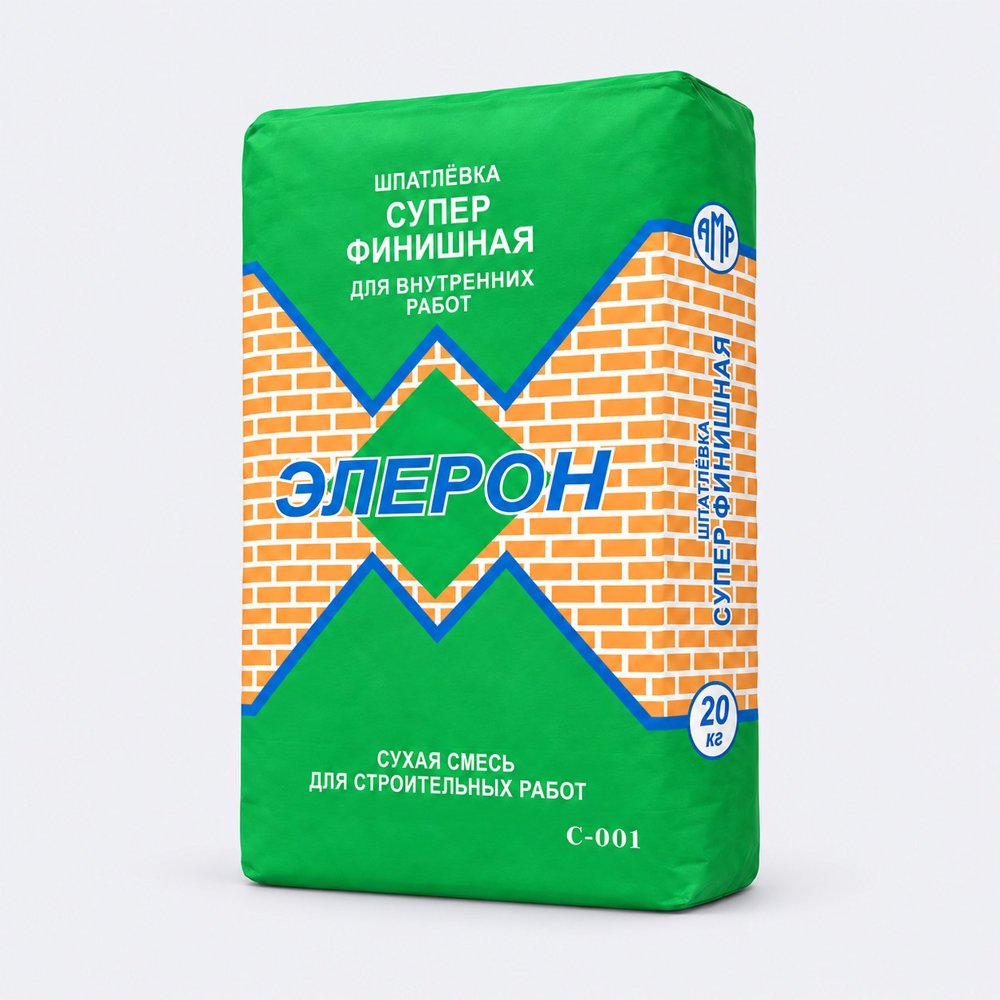 ШПАТЛЁВКА
СУПЕР
ФИНИШНАЯ
ДЛЯ ВНУТРЕННИХ
РАБОТ
ЭЛЕРОН
СУХАЯ СМЕСЬ
ДЛЯ СТРОИТЕЛЬНЫХ РАБОТ
С-001
АМР
ШПАТЛЁВКА
СУПЕР ФИНИШНАЯ
20
кг